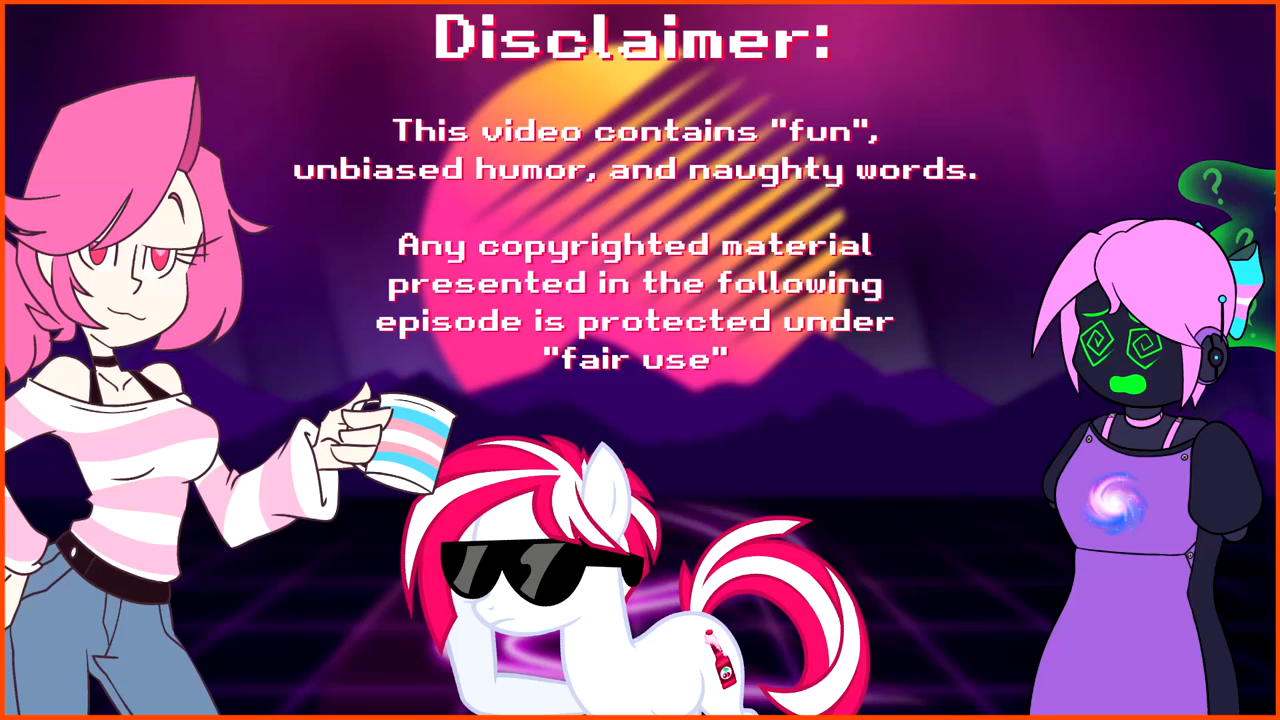 Disclaimer:
This video contains "fun",
unbiased humor, and naughty words.
Any copyrighted material
presented in the following
episode is protected under
"fair use"
?
?